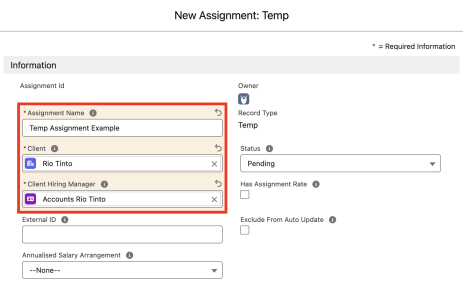 New Assignment: Temp
* = Required Information
Information
Assignment Id
Owner
* Assignment Name
Temp Assignment Example
Record Type
Temp
* Client
Rio Tinto
Status
Pending
* Client Hiring Manager
Accounts Rio Tinto
Has Assignment Rate
External ID
Exclude From Auto Update
Annualised Salary Arrangement
--None--